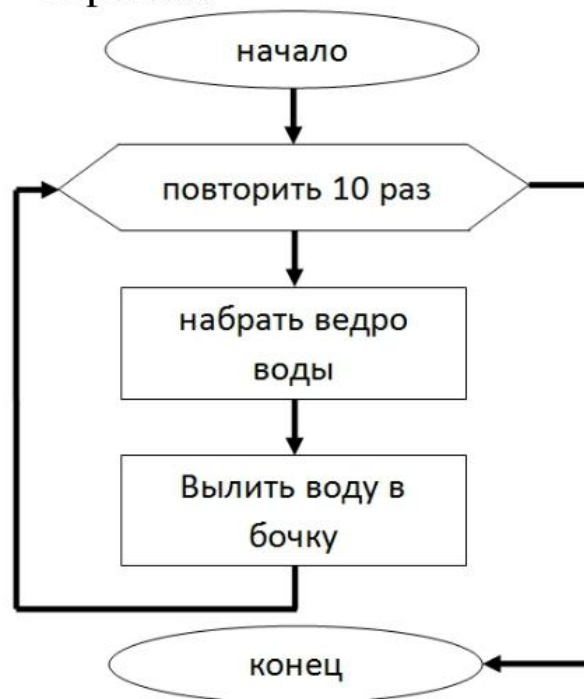 начало
повторить 10 раз
набрать ведро
воды
Вылить воду в
бочку
конец